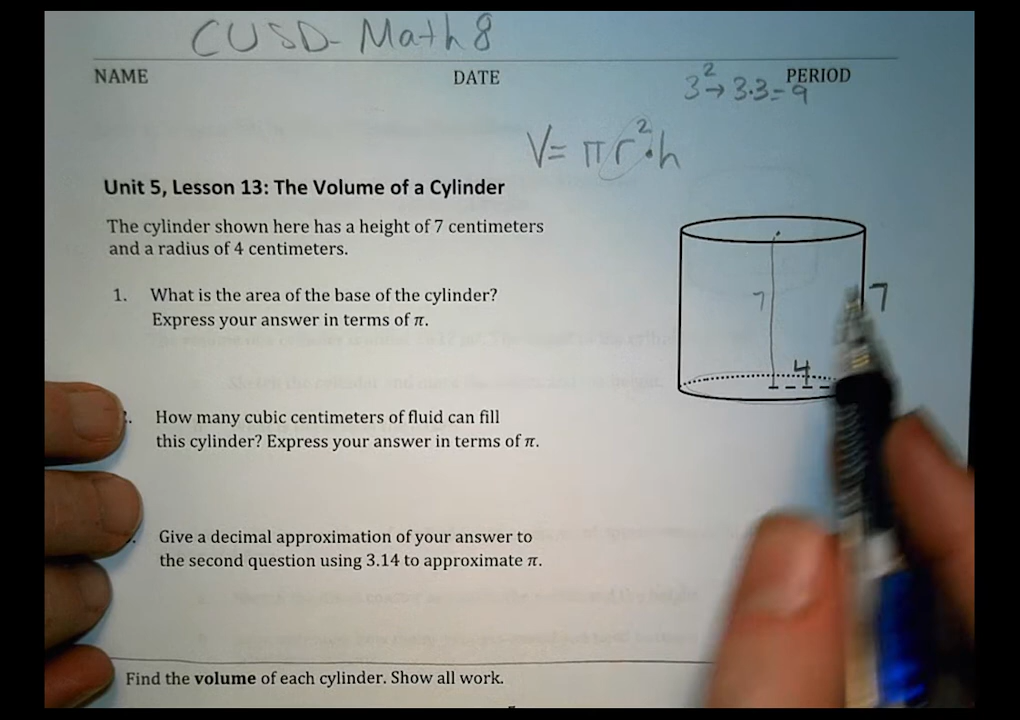 CUSD- Math 8
NAME DATE PERIOD
3² → 3·3 = 9
V = π r² · h
Unit 5, Lesson 13: The Volume of a Cylinder
The cylinder shown here has a height of 7 centimeters
and a radius of 4 centimeters.
1. What is the area of the base of the cylinder?
Express your answer in terms of π.
7
7
4
How many cubic centimeters of fluid can fill
this cylinder? Express your answer in terms of π.
Give a decimal approximation of your answer to
the second question using 3.14 to approximate π.
Find the volume of each cylinder. Show all work.